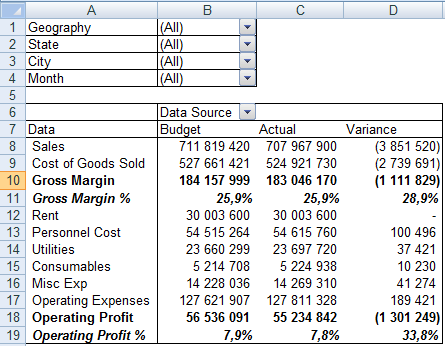 A B C D
1 Geography (All)
2 State (All)
3 City (All)
4 Month (All)
5
6 Data Source
7 Data Budget Actual Variance
8 Sales 711 819 420 707 967 900 (3 851 520)
9 Cost of Goods Sold 527 661 421 524 921 730 (2 739 691)
10 Gross Margin 184 157 999 183 046 170 (1 111 829)
11 Gross Margin % 25,9% 25,9% 28,9%
12 Rent 30 003 600 30 003 600 -
13 Personnel Cost 54 515 264 54 615 760 100 496
14 Utilities 23 660 299 23 697 720 37 421
15 Consumables 5 214 708 5 224 938 10 230
16 Misc Exp 14 228 036 14 269 310 41 274
17 Operating Expenses 127 621 907 127 811 328 189 421
18 Operating Profit 56 536 091 55 234 842 (1 301 249)
19 Operating Profit % 7,9% 7,8% 33,8%